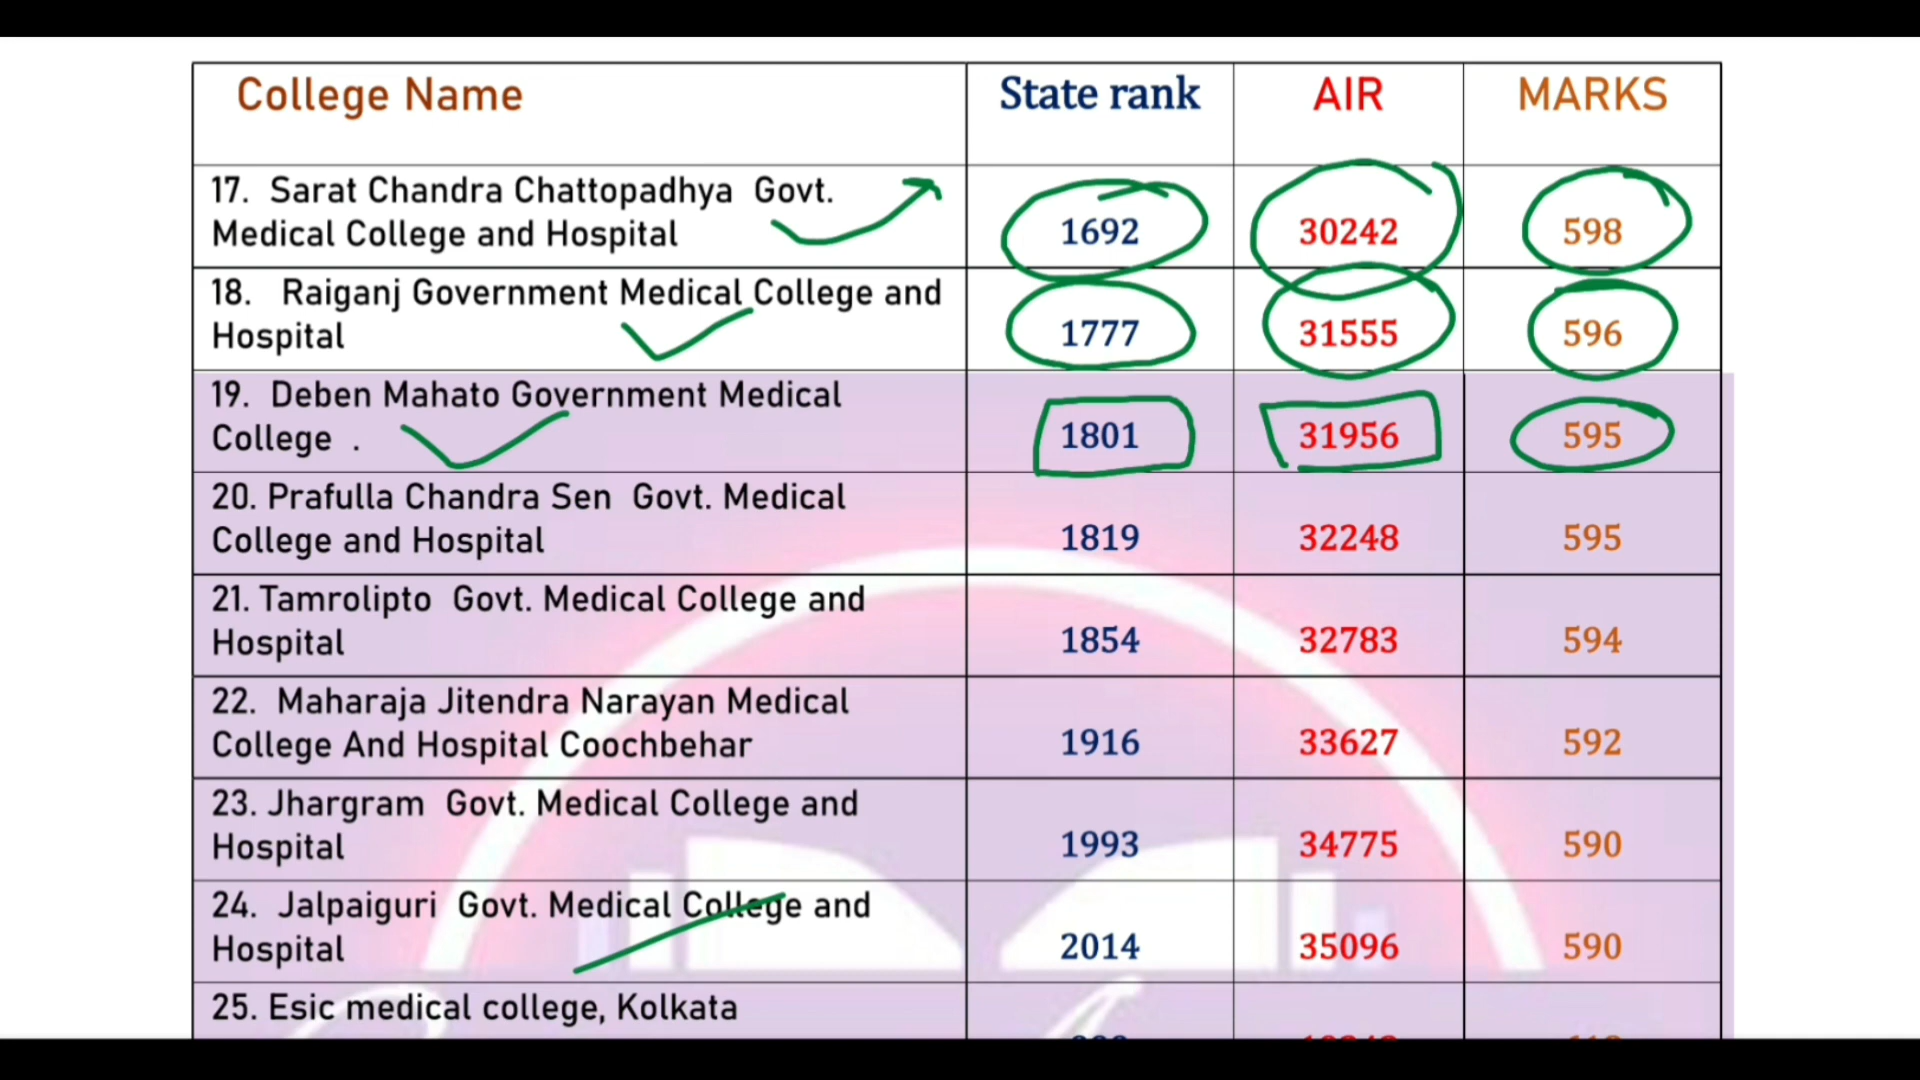 College Name State rank AIR MARKS
17. Sarat Chandra Chattopadhya Govt.
Medical College and Hospital 1692 30242 598
18. Raiganj Government Medical College and
Hospital 1777 31555 596
19. Deben Mahato Government Medical
College . 1801 31956 595
20. Prafulla Chandra Sen Govt. Medical
College and Hospital 1819 32248 595
21. Tamrolipto Govt. Medical College and
Hospital 1854 32783 594
22. Maharaja Jitendra Narayan Medical
College And Hospital Coochbehar 1916 33627 592
23. Jhargram Govt. Medical College and
Hospital 1993 34775 590
24. Jalpaiguri Govt. Medical College and
Hospital 2014 35096 590
25. Esic medical college, Kolkata